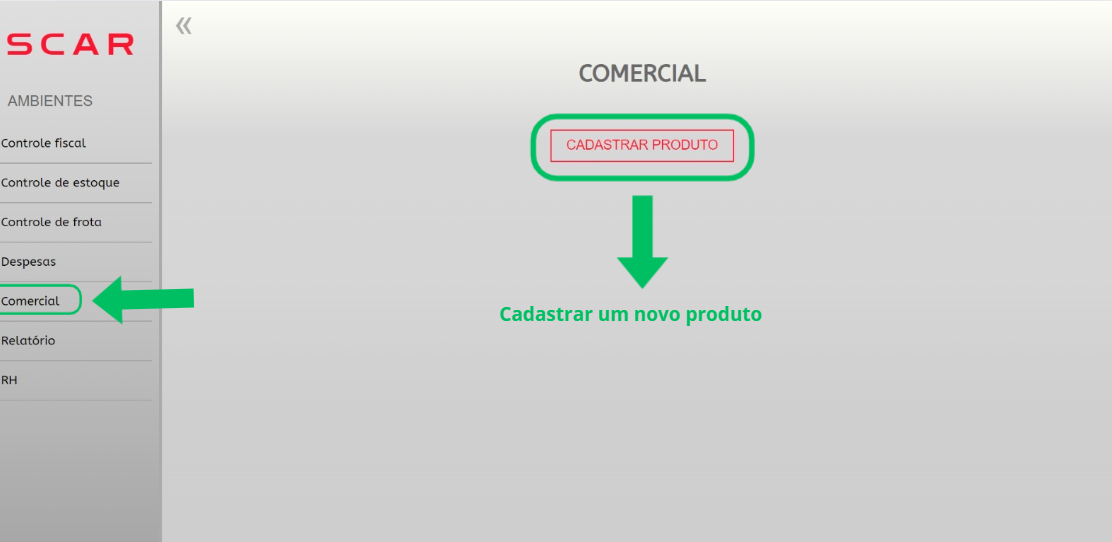 SCAR
AMBIENTES
Controle fiscal
Controle de estoque
Controle de frota
Despesas
Comercial
Relatório
RH
«
COMERCIAL
CADASTRAR PRODUTO
Cadastrar um novo produto